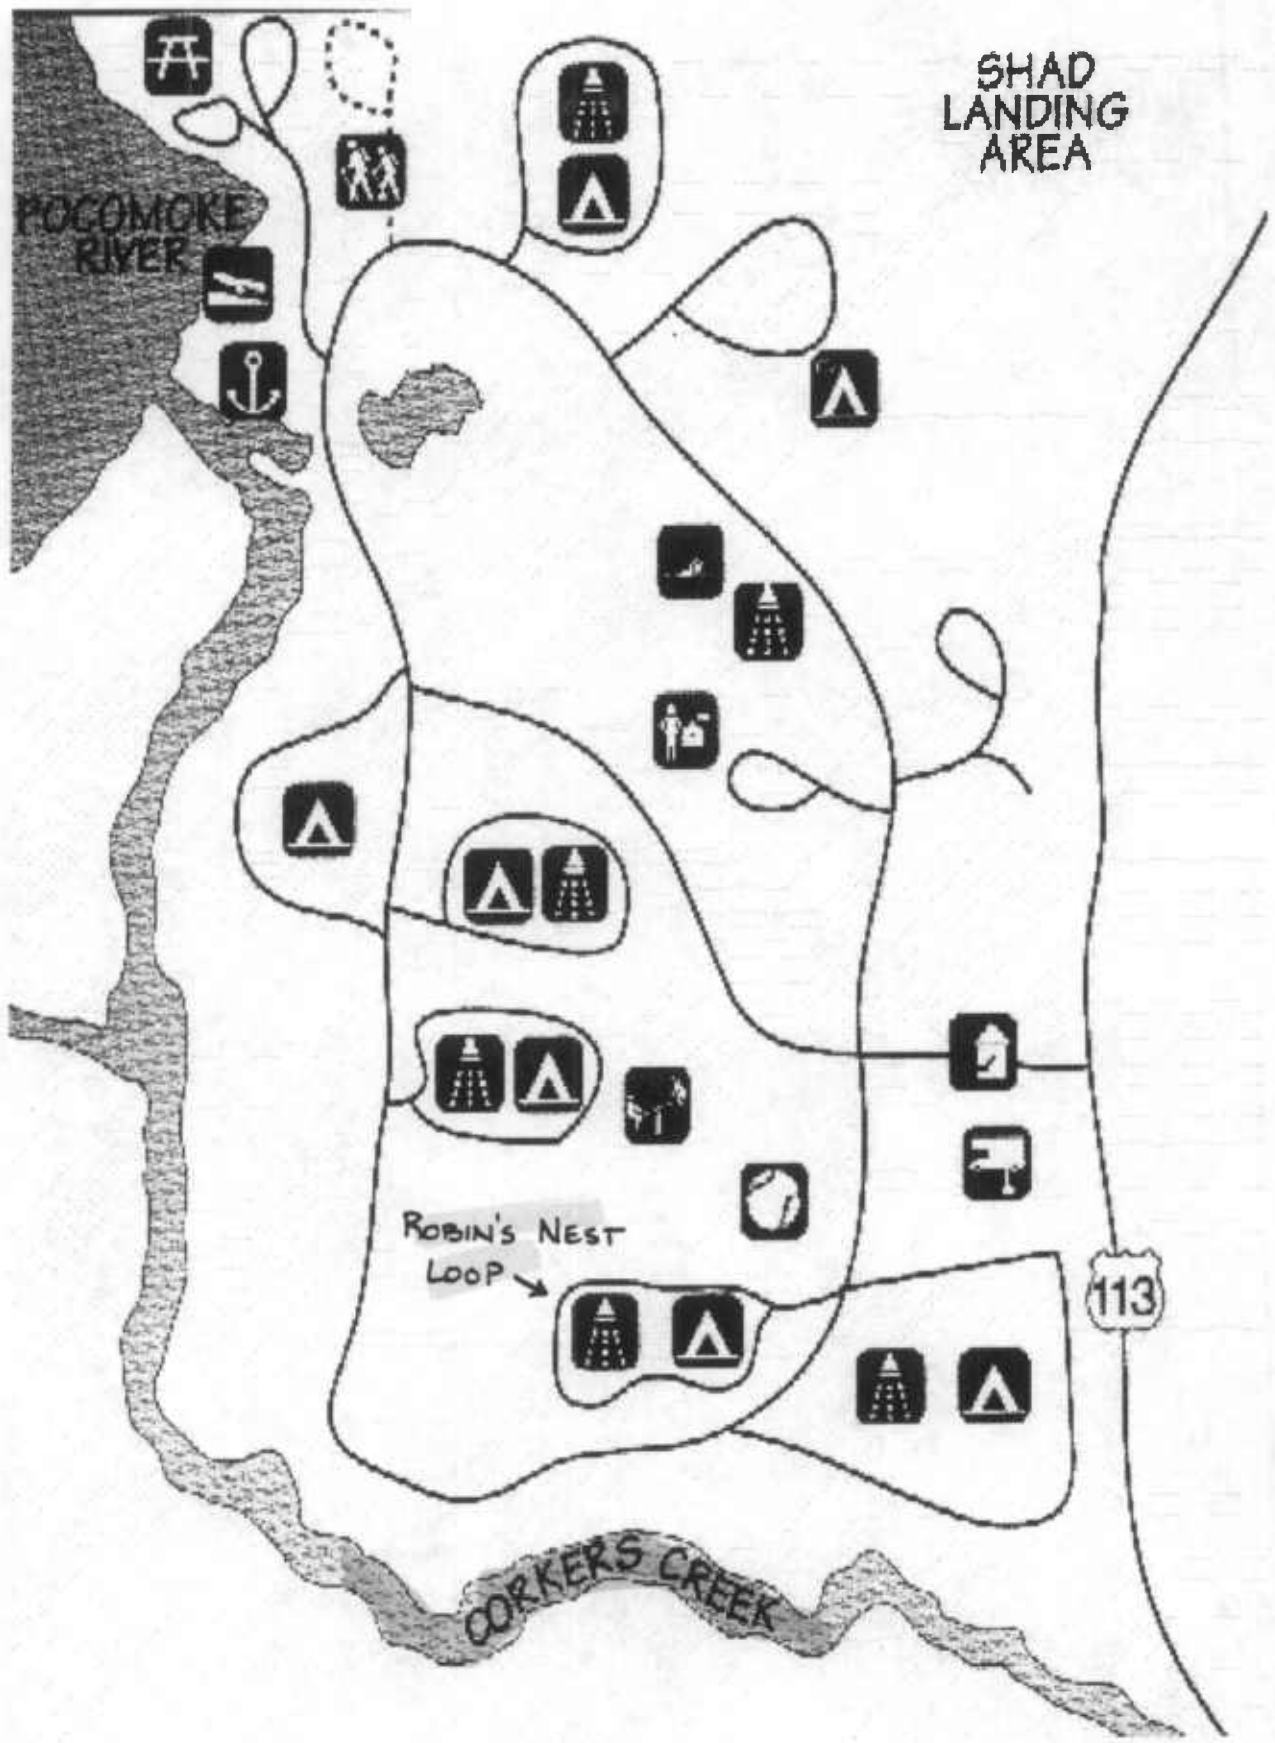 SHAD
LANDING
AREA
POCOMOKE
RIVER
ROBIN'S NEST
LOOP
113
CORKERS CREEK